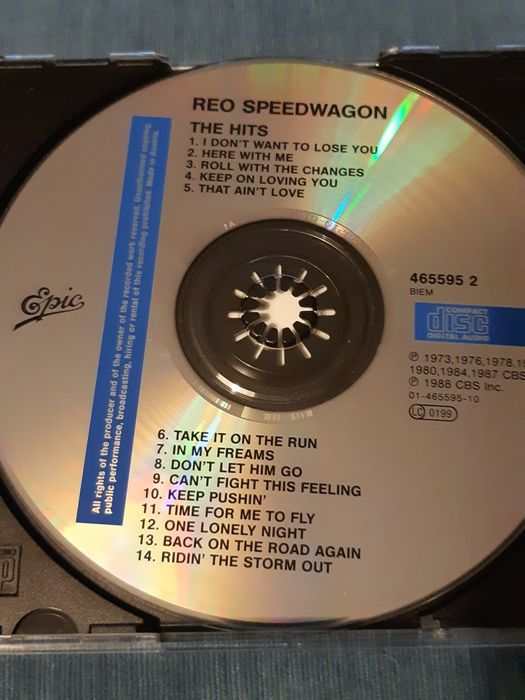 REO SPEEDWAGON
THE HITS
1. I DON'T WANT TO LOSE YOU
2. HERE WITH ME
3. ROLL WITH THE CHANGES
4. KEEP ON LOVING YOU
5. THAT AIN'T LOVE
All rights of the producer and of the owner of the recorded work reserved. Unauthorised copying,
public performance, broadcasting, hiring or rental of this recording prohibited. Made in Austria.
Epic
465595 2
BIEM
COMPACT
disc
DIGITAL AUDIO
℗ 1973,1976,1978,
1980,1984,1987 CBS
℗ 1988 CBS Inc.
01-465595-10
LC 0199
6. TAKE IT ON THE RUN
7. IN MY FREAMS
8. DON'T LET HIM GO
9. CAN'T FIGHT THIS FEELING
10. KEEP PUSHIN'
11. TIME FOR ME TO FLY
12. ONE LONELY NIGHT
13. BACK ON THE ROAD AGAIN
14. RIDIN' THE STORM OUT